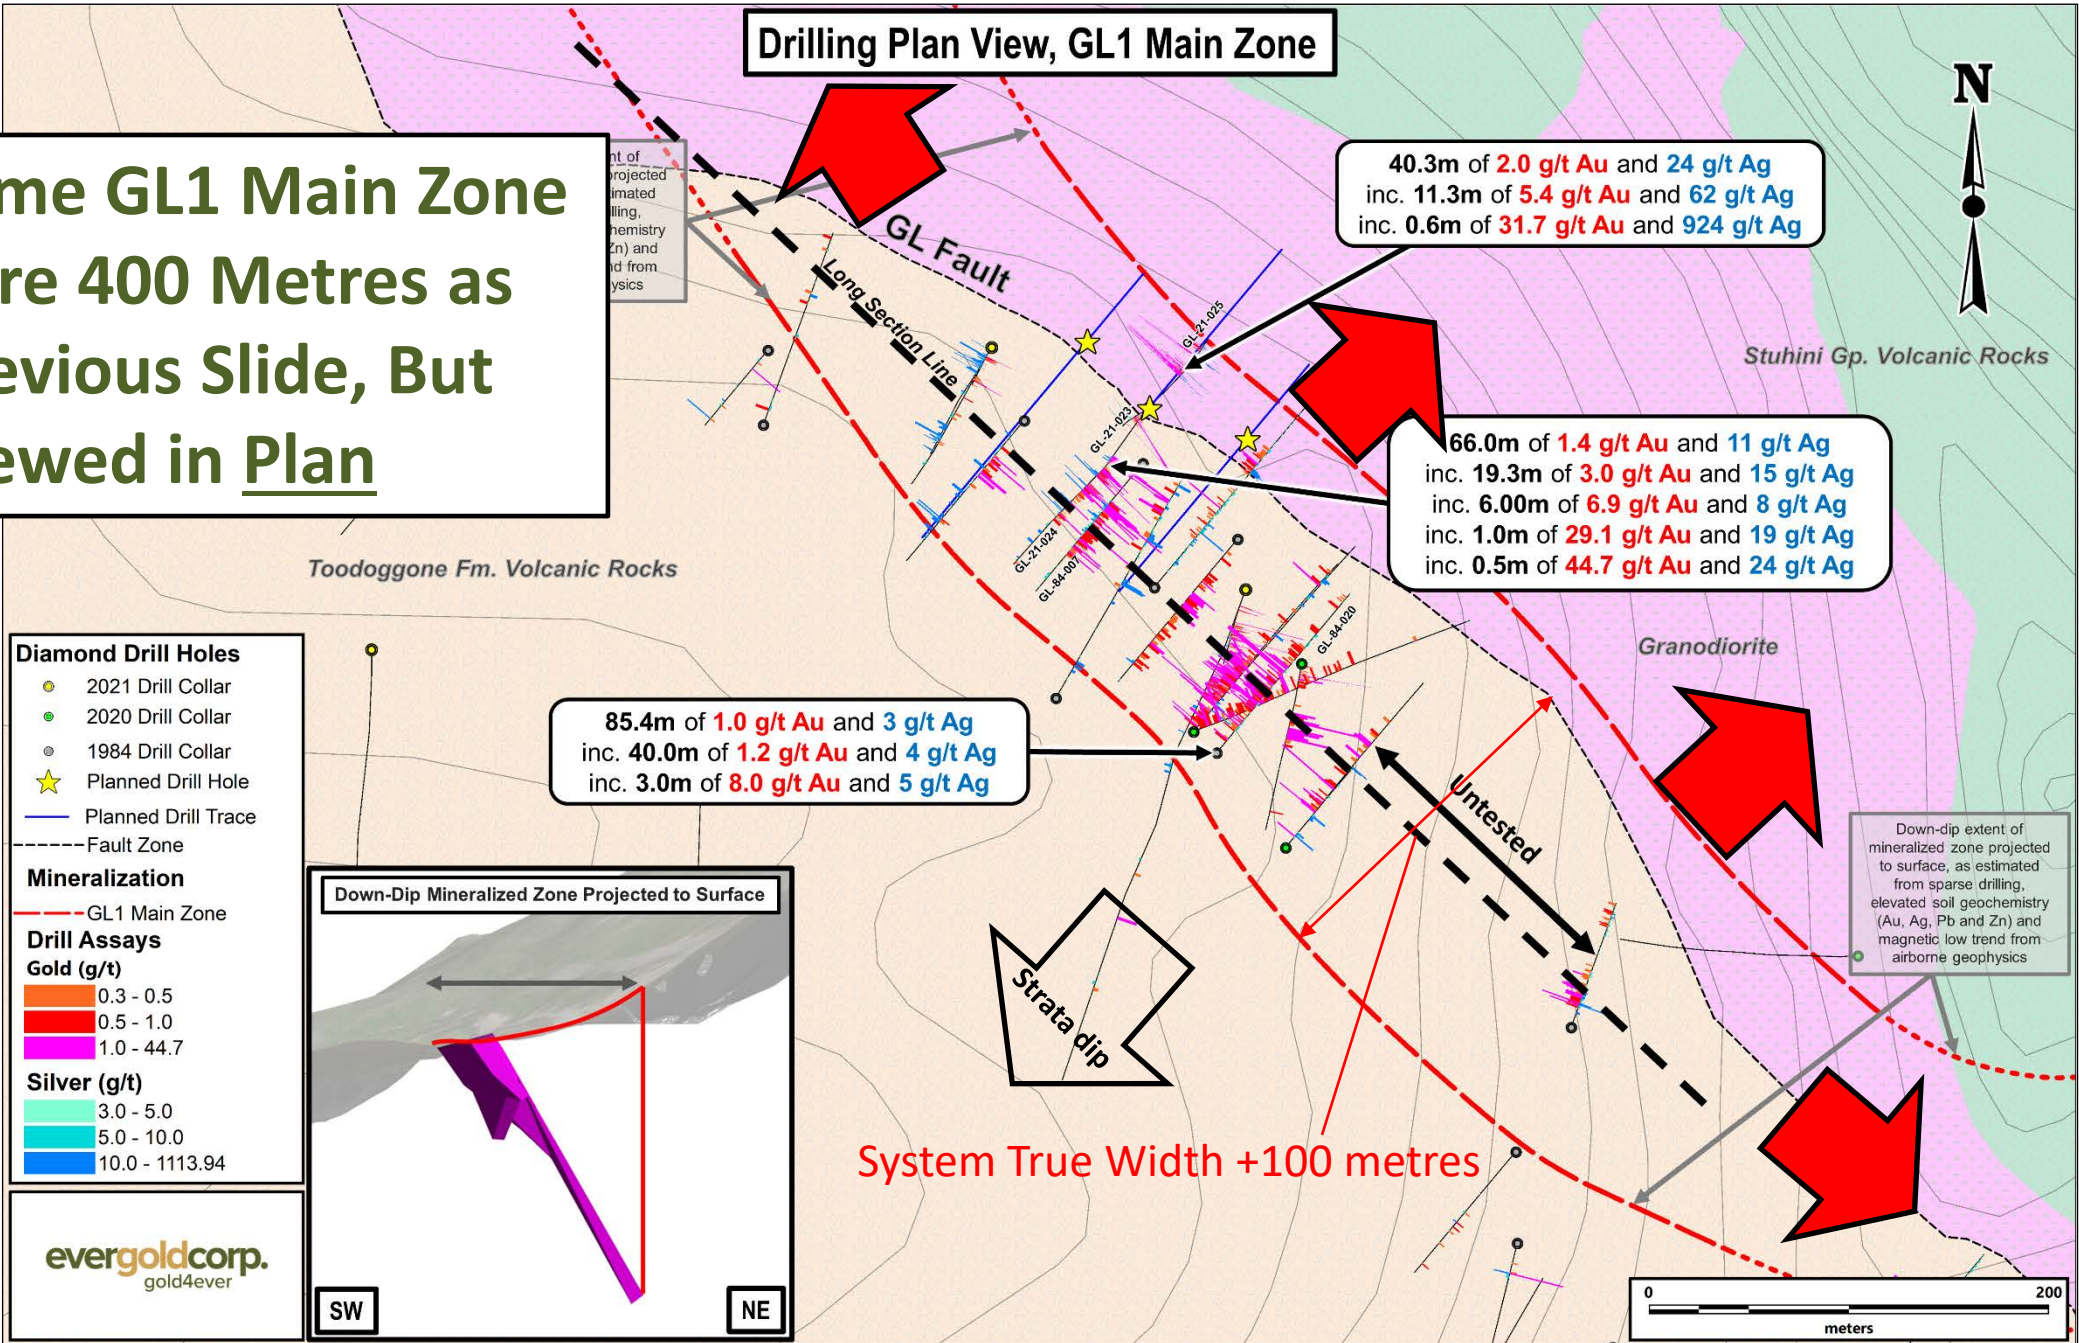 Drilling Plan View, GL1 Main Zone
me GL1 Main Zone
re 400 Metres as
evious Slide, But
ewed in Plan
nt of
projected
imated
lling,
hemistry
Zn) and
nd from
ysics
N
40.3m of 2.0 g/t Au and 24 g/t Ag
inc. 11.3m of 5.4 g/t Au and 62 g/t Ag
inc. 0.6m of 31.7 g/t Au and 924 g/t Ag
GL Fault
Long Section Line
GL-21-025
GL-21-023
Stuhini Gp. Volcanic Rocks
66.0m of 1.4 g/t Au and 11 g/t Ag
inc. 19.3m of 3.0 g/t Au and 15 g/t Ag
inc. 6.00m of 6.9 g/t Au and 8 g/t Ag
inc. 1.0m of 29.1 g/t Au and 19 g/t Ag
inc. 0.5m of 44.7 g/t Au and 24 g/t Ag
GL-21-024
GL-84-007
Toodoggone Fm. Volcanic Rocks
GL-84-020
Granodiorite
85.4m of 1.0 g/t Au and 3 g/t Ag
inc. 40.0m of 1.2 g/t Au and 4 g/t Ag
inc. 3.0m of 8.0 g/t Au and 5 g/t Ag
Untested
Down-dip extent of
mineralized zone projected
to surface, as estimated
from sparse drilling,
elevated soil geochemistry
(Au, Ag, Pb and Zn) and
magnetic low trend from
airborne geophysics
Strata dip
System True Width +100 metres
Diamond Drill Holes
2021 Drill Collar
2020 Drill Collar
1984 Drill Collar
Planned Drill Hole
Planned Drill Trace
Fault Zone
Mineralization
GL1 Main Zone
Drill Assays
Gold (g/t)
0.3 - 0.5
0.5 - 1.0
1.0 - 44.7
Silver (g/t)
3.0 - 5.0
5.0 - 10.0
10.0 - 1113.94
Down-Dip Mineralized Zone Projected to Surface
SW
NE
evergoldcorp.
gold4ever
0 200
meters